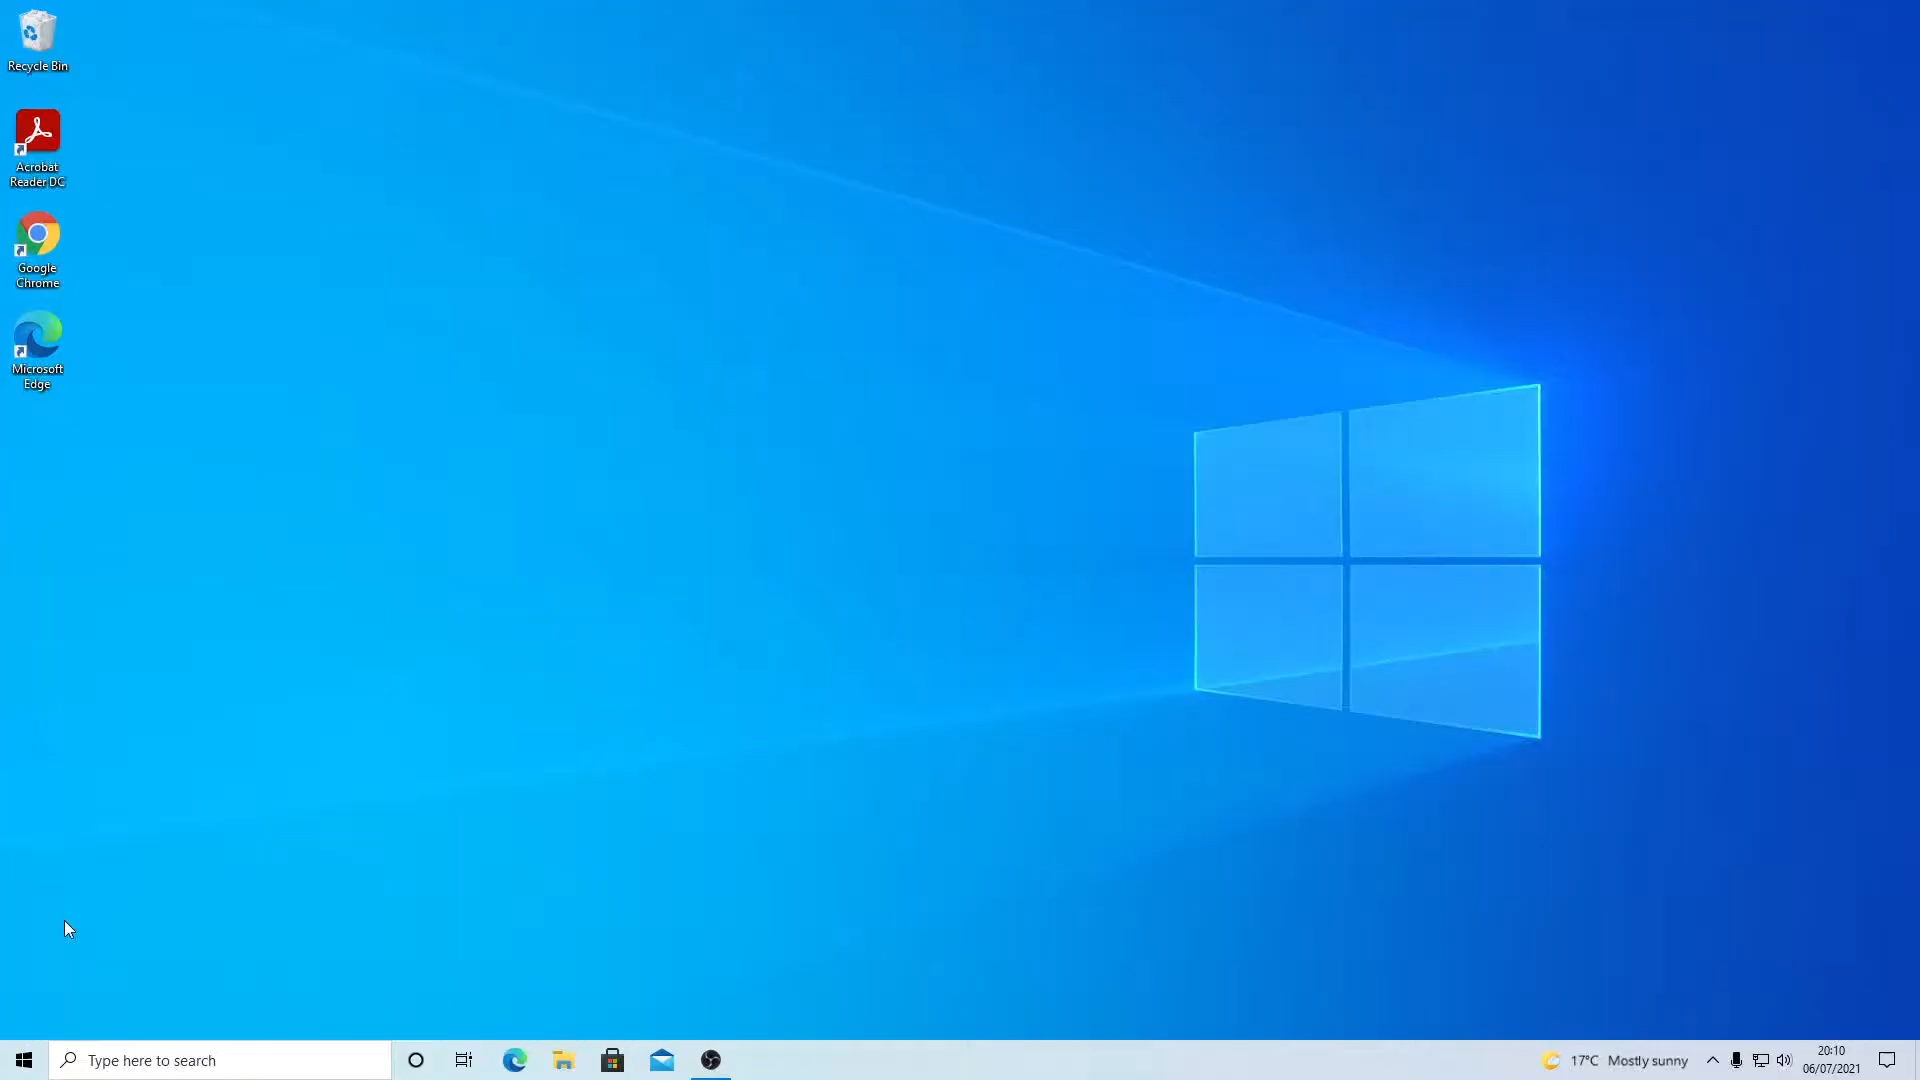 Recycle Bin
Acrobat
Reader DC
Google
Chrome
Microsoft
Edge
Type here to search
17°C Mostly sunny
20:10
06/07/2021